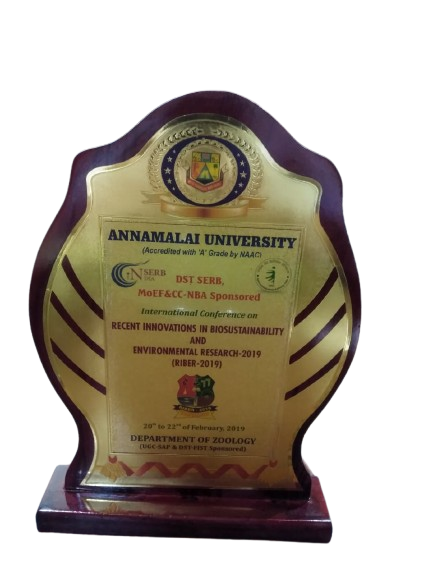 ANNAMALAI UNIVERSITY
(Accredited with 'A' Grade by NAAC)
SERB
DST SERB,
MoEF&CC-NBA Sponsored
International Conference on
RECENT INNOVATIONS IN BIOSUSTAINABILITY
AND
ENVIRONMENTAL RESEARCH-2019
(RIBER-2019)
20th to 22nd of February, 2019
DEPARTMENT OF ZOOLOGY
(UGC-SAP & DST-FIST Sponsored)